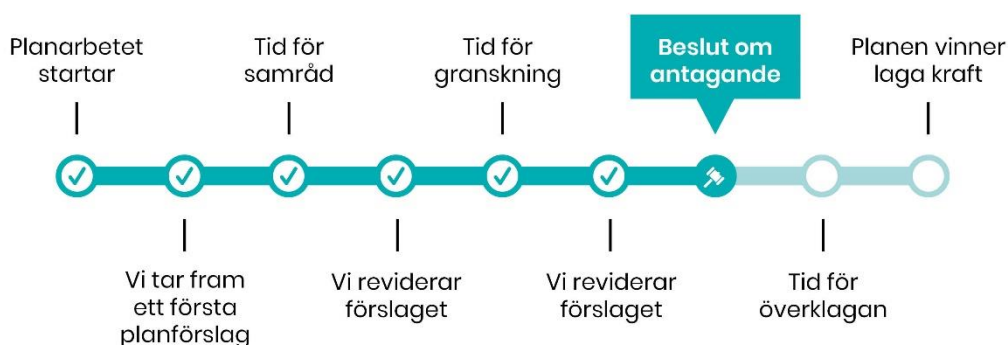 Planarbetet
startar
Tid för
samråd
Tid för
granskning
Beslut om
antagande
Planen vinner
laga kraft
Vi tar fram
ett första
planförslag
Vi reviderar
förslaget
Vi reviderar
förslaget
Tid för
överklagan